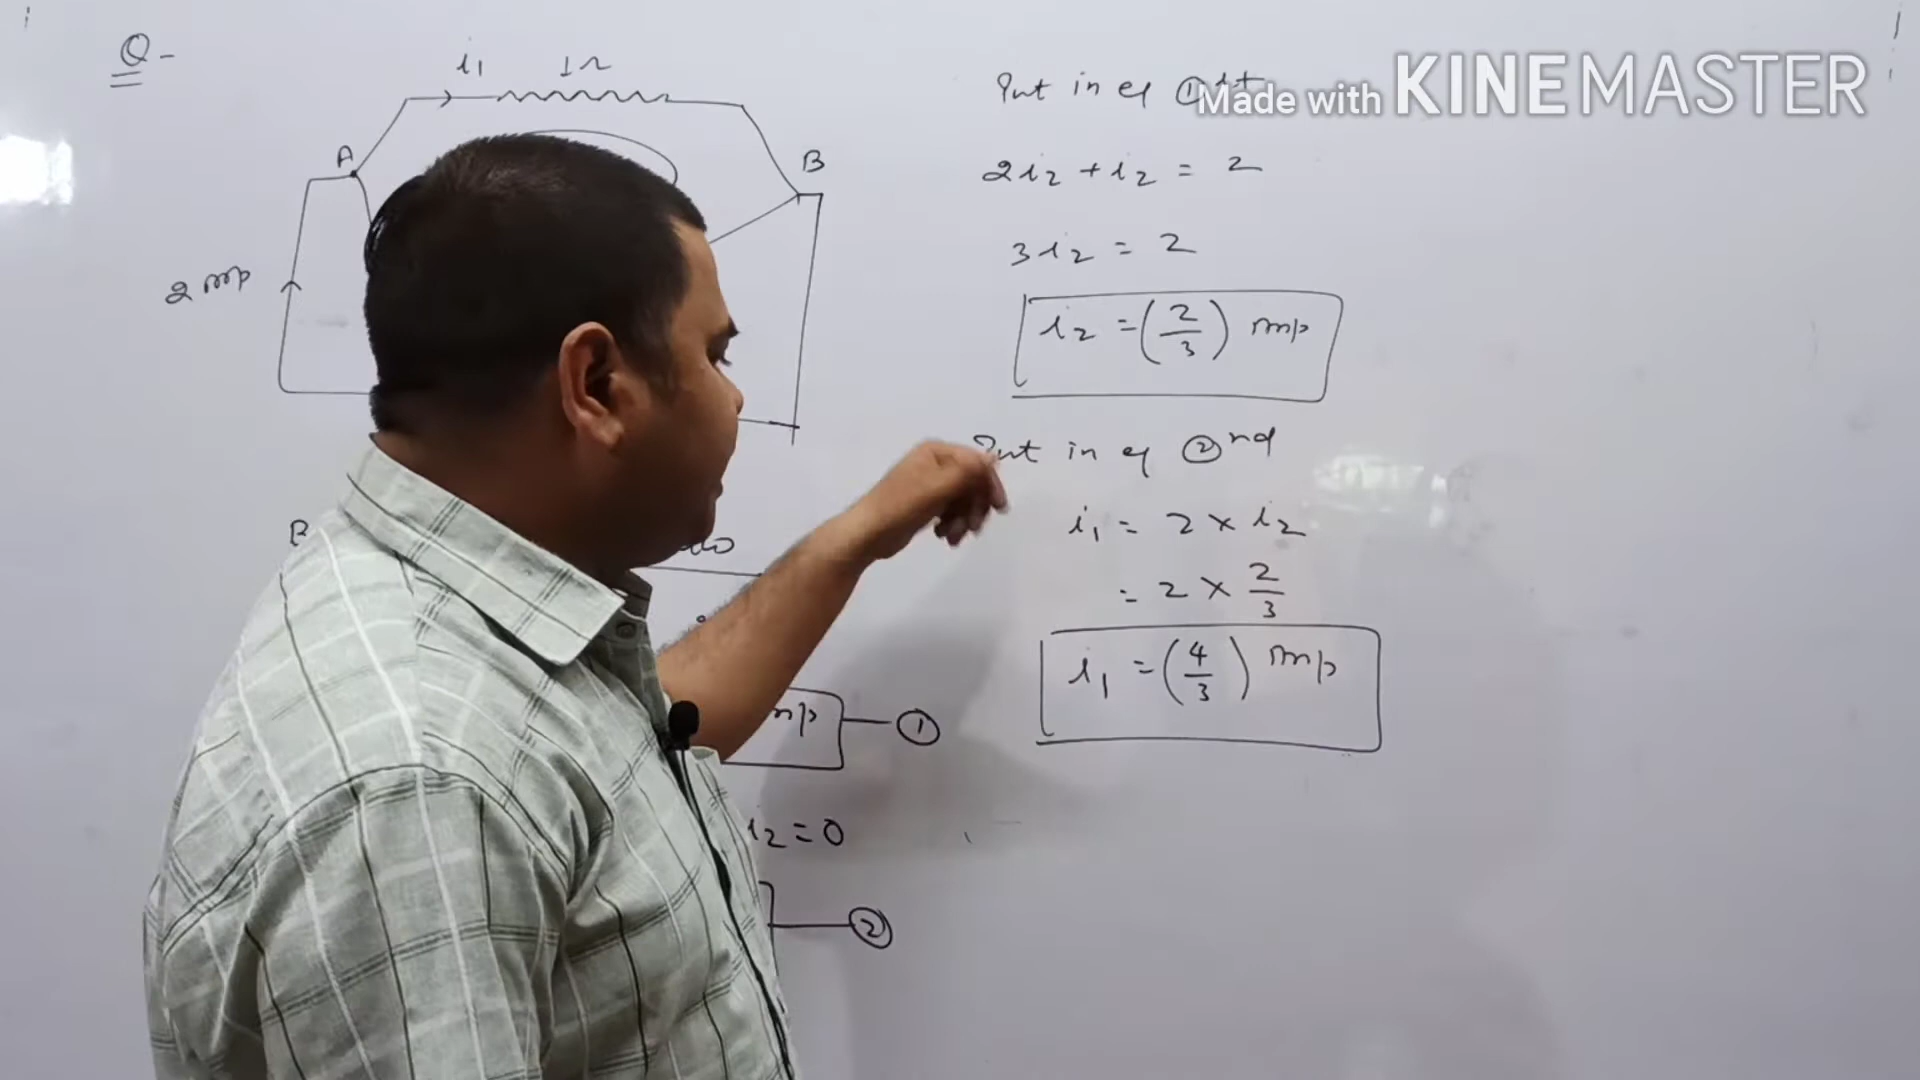 Q-
i₁ 1Ω
A
B
2 Amp
i₂ = 0
①
②
Put in eq ① st
2i₂ + i₂ = 2
3i₂ = 2
i₂ = (2/3) Amp
Put in eq ② nd
i₁ = 2 × i₂
= 2 × 2/3
i₁ = (4/3) Amp
Made with KINEMASTER